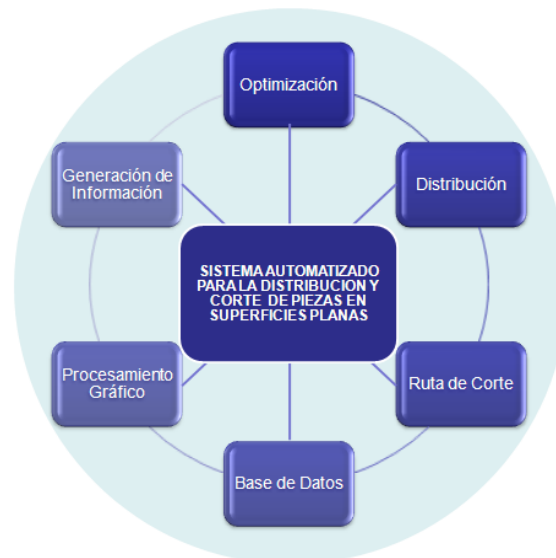 Optimización
Generación de
Información
Distribución
SISTEMA AUTOMATIZADO
PARA LA DISTRIBUCION Y
CORTE DE PIEZAS EN
SUPERFICIES PLANAS
Procesamiento
Gráfico
Ruta de Corte
Base de Datos